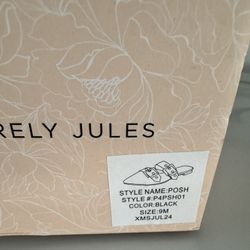 RELY JULES
STYLE NAME:POSH
STYLE #:P4PSH01
COLOR:BLACK
SIZE:9M
XMSJUL24